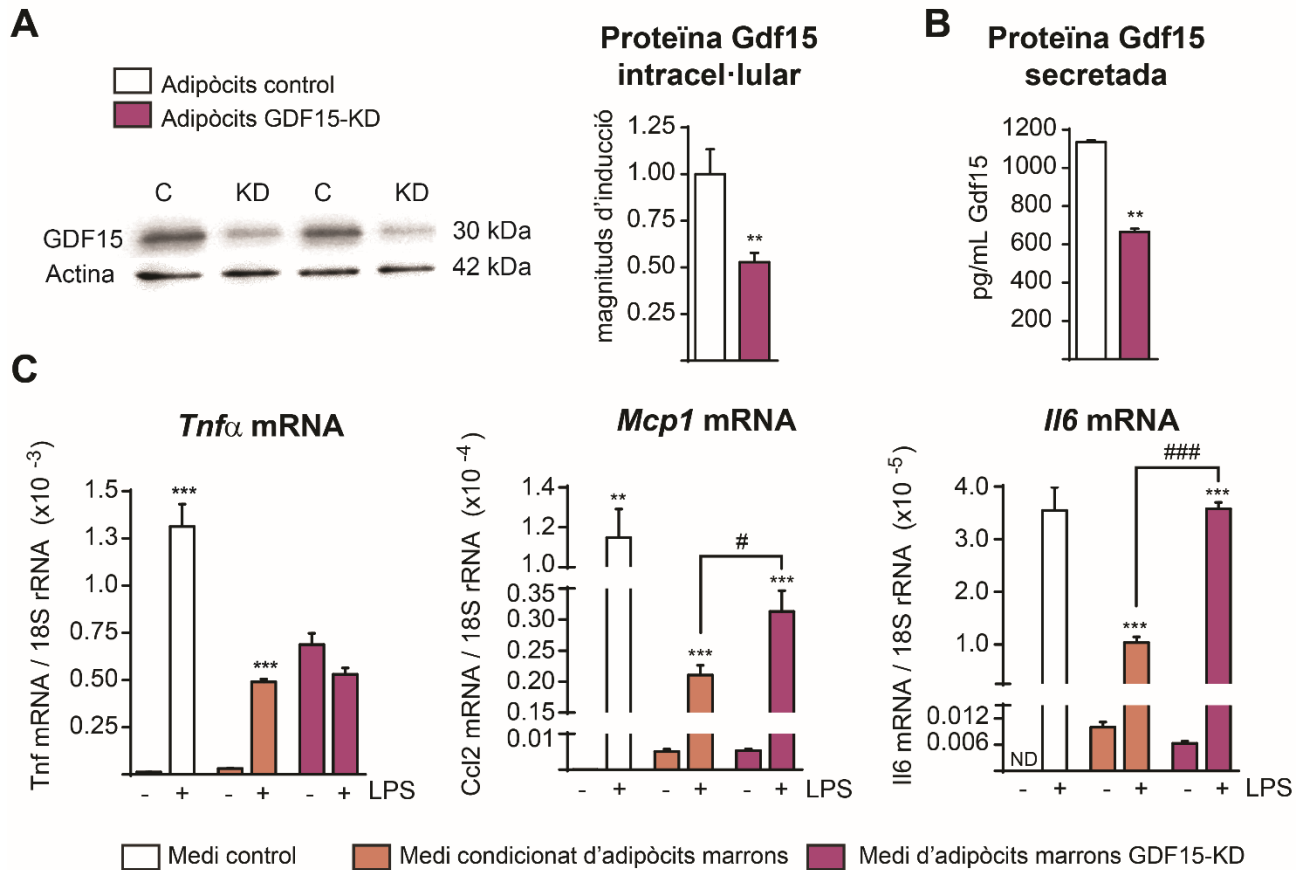 A
Adipòcits control
Adipòcits GDF15-KD
C KD C KD
GDF15 30 kDa
Actina 42 kDa
Proteïna Gdf15
intracel·lular
magnituds d'inducció
1.25
1.00
0.75
0.50
0.25
**
B
Proteïna Gdf15
secretada
pg/mL Gdf15
1200
1000
800
600
400
200
**
C
Tnfα mRNA
Tnf mRNA / 18S rRNA (x10 -3)
1.5
1.3
1.0
0.75
0.50
0.25
***
***
- + - + - + LPS
Mcp1 mRNA
Ccl2 mRNA / 18S rRNA (x10 -4)
1.4
1.2
1.0
0.35
0.30
0.25
0.20
0.15
0.01
**
***
#
***
- + - + - + LPS
Il6 mRNA
Il6 mRNA / 18S rRNA (x10 -5)
4.0
3.0
1.0
0.012
0.006
ND
***
###
***
- + - + - + LPS
Medi control
Medi condicionat d'adipòcits marrons
Medi d'adipòcits marrons GDF15-KD